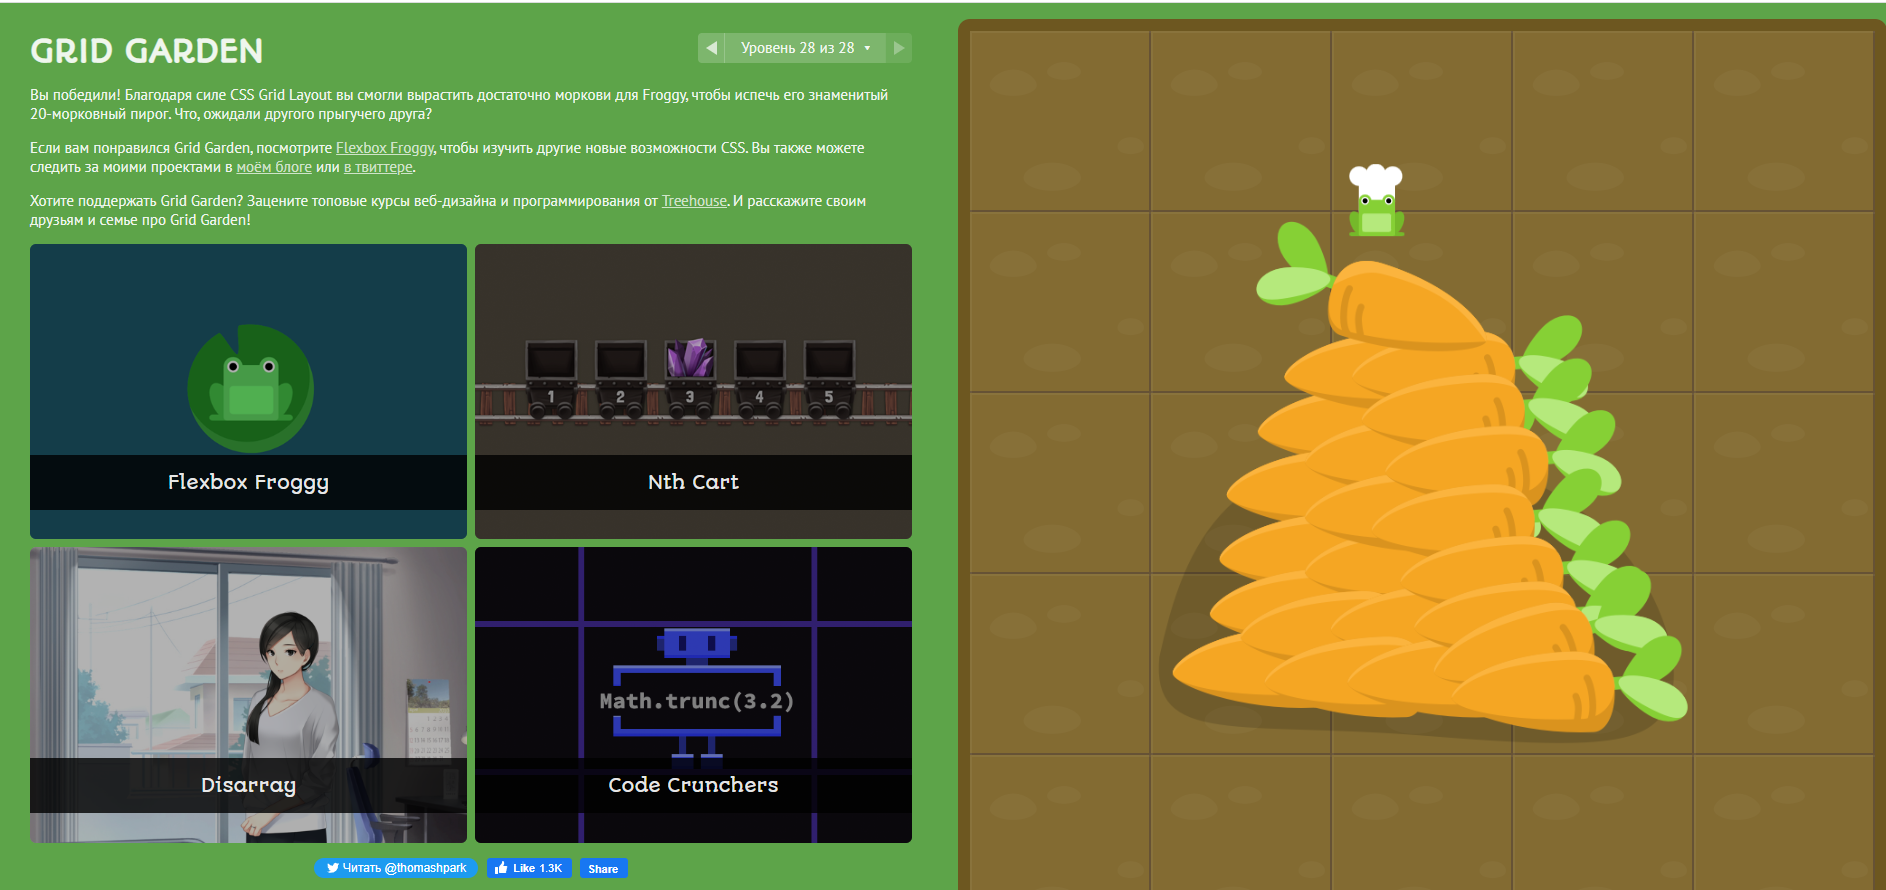 GRID GARDEN
Уровень 28 из 28
Вы победили! Благодаря силе CSS Grid Layout вы смогли вырастить достаточно моркови для Froggy, чтобы испечь его знаменитый
20-морковный пирог. Что, ожидали другого прыгучего друга?
Если вам понравился Grid Garden, посмотрите Flexbox Froggy, чтобы изучить другие новые возможности CSS. Вы также можете
следить за моими проектами в моём блоге или в твиттере.
Хотите поддержать Grid Garden? Зацените топовые курсы веб-дизайна и программирования от Treehouse. И расскажите своим
друзьям и семье про Grid Garden!
1 2 3 4 5
Flexbox Froggy
Nth Cart
Math.trunc(3.2)
Disarray
Code Crunchers
Читать @thomashpark
Like 1.3K
Share